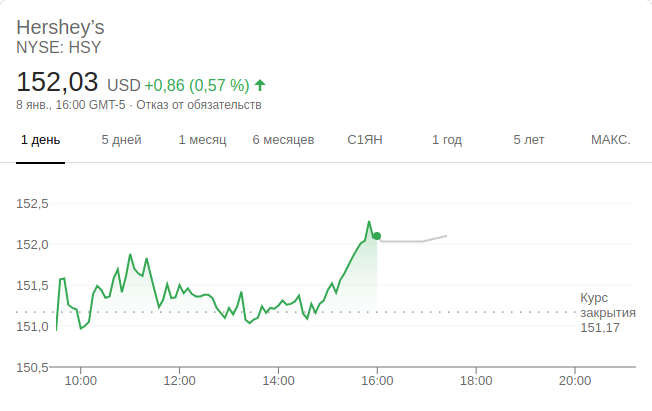 Hershey’s
NYSE: HSY
152,03 USD +0,86 (0,57 %)
8 янв., 16:00 GMT-5 · Отказ от обязательств
1 день 5 дней 1 месяц 6 месяцев С1ЯН 1 год 5 лет МАКС.
152,5
152,0
151,5
151,0
150,5
Курс
закрытия
151,17
10:00 12:00 14:00 16:00 18:00 20:00